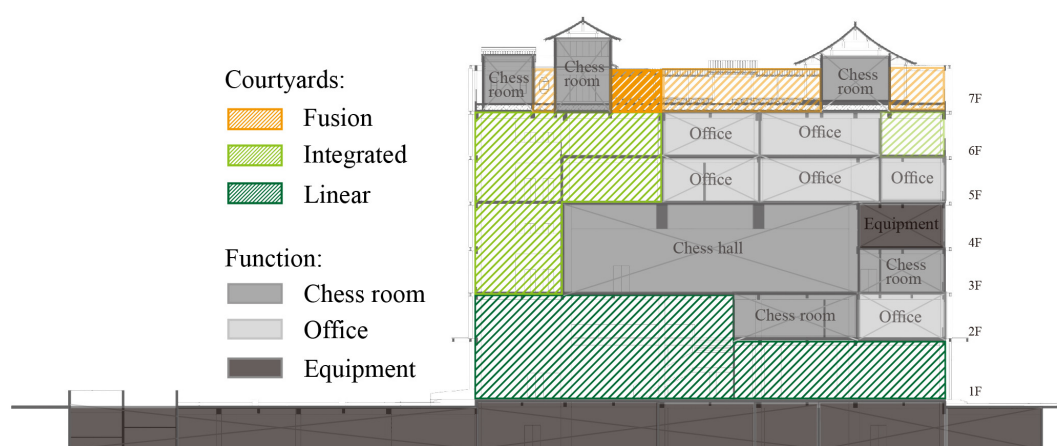 Courtyards:
Fusion
Integrated
Linear
Function:
Chess room
Office
Equipment
Chess
room
Chess
room
Chess
room
7F
Office
Office
6F
Office
Office
Office
5F
Chess hall
Equipment
4F
Chess
room
3F
Chess room
Office
2F
1F